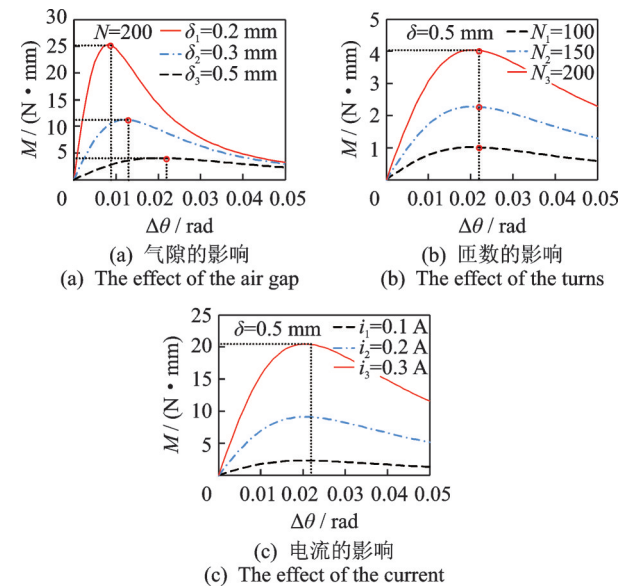 N=200
δ₁=0.2 mm
δ₂=0.3 mm
δ₃=0.5 mm
M / (N・mm)
30
25
20
15
10
5
0
0.01 0.02 0.03 0.04 0.05
Δθ / rad
(a) 气隙的影响
(a) The effect of the air gap
δ=0.5 mm
N₁=100
N₂=150
N₃=200
M / (N・mm)
5
4
3
2
1
0
0.01 0.02 0.03 0.04 0.05
Δθ / rad
(b) 匝数的影响
(b) The effect of the turns
δ=0.5 mm
i₁=0.1 A
i₂=0.2 A
i₃=0.3 A
M / (N・mm)
25
20
15
10
5
0
0.01 0.02 0.03 0.04 0.05
Δθ / rad
(c) 电流的影响
(c) The effect of the current